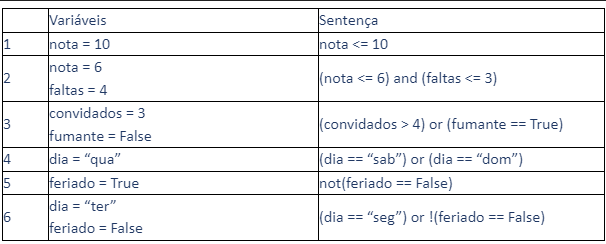 Variáveis Sentença
1 nota = 10 nota <= 10
2 nota = 6
faltas = 4 (nota <= 6) and (faltas <= 3)
3 convidados = 3
fumante = False (convidados > 4) or (fumante == True)
4 dia = “qua” (dia == “sab”) or (dia == “dom”)
5 feriado = True not(feriado == False)
6 dia = “ter”
feriado = False (dia == “seg”) or !(feriado == False)